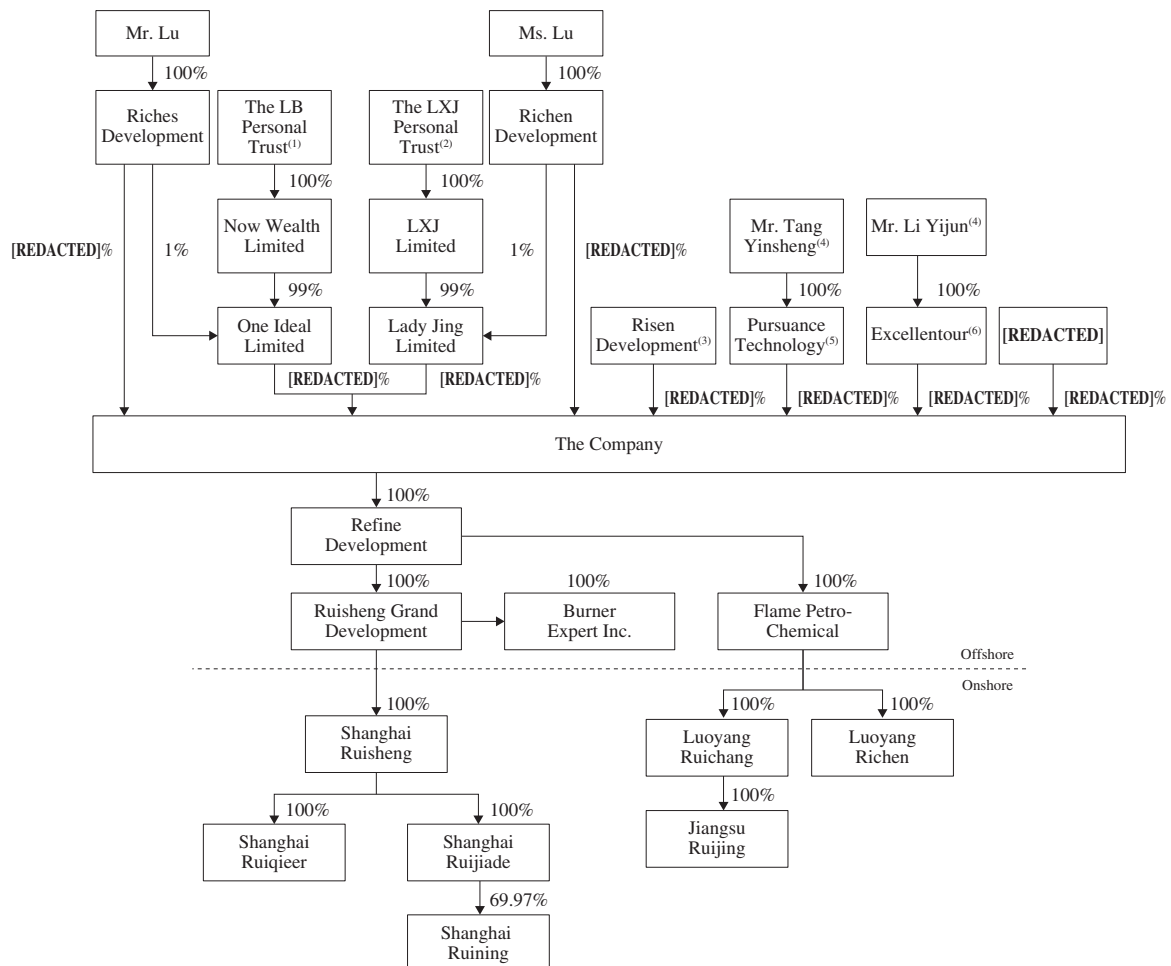 Mr. Lu
Ms. Lu
100%
100%
Riches
Development
The LB
Personal
Trust(1)
The LXJ
Personal
Trust(2)
Richen
Development
100%
100%
[REDACTED]%
1%
Now Wealth
Limited
LXJ
Limited
1%
[REDACTED]%
Mr. Tang
Yinsheng(4)
Mr. Li Yijun(4)
99%
99%
100%
100%
One Ideal
Limited
Lady Jing
Limited
Risen
Development(3)
Pursuance
Technology(5)
Excellentour(6)
[REDACTED]
[REDACTED]%
[REDACTED]%
[REDACTED]%
[REDACTED]%
[REDACTED]%
[REDACTED]%
The Company
100%
Refine
Development
100%
100%
100%
Ruisheng Grand
Development
Burner
Expert Inc.
Flame Petro-
Chemical
Offshore
Onshore
100%
100%
100%
Shanghai
Ruisheng
Luoyang
Ruichang
Luoyang
Richen
100%
100%
100%
Shanghai
Ruiqieer
Shanghai
Ruijiade
Jiangsu
Ruijing
69.97%
Shanghai
Ruining